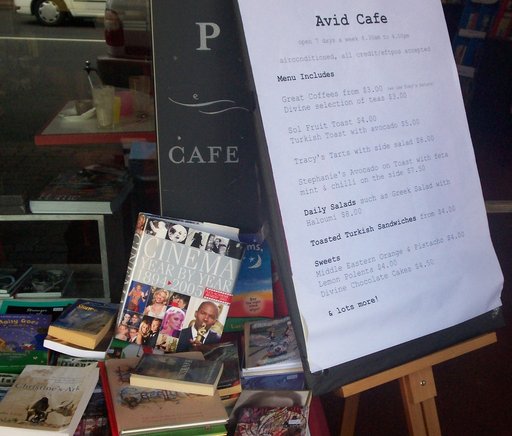 Avid Cafe
open 7 days a week 8.30am to 4.30pm
airconditioned, all credit/eftpos accepted
Menu Includes
Great Coffees from $3.00
Divine selection of teas $3.00
Sol Fruit Toast $4.00
Turkish Toast with avocado $5.00
Tracy's Tarts with side salad $8.00
Stephanie's Avocado on Toast with feta
mint & chilli on the side $7.50
Daily Salads such as Greek Salad with
Haloumi $8.00
Toasted Turkish Sandwiches from $4.00
Sweets
Middle Eastern Orange & Pistachio $4.00
Lemon Polenta $4.00
Divine Chocolate Cakes $4.50
& lots more!
P
CAFE
CINEMA
YEAR BY YEAR
1894 2003
Christine's Ark